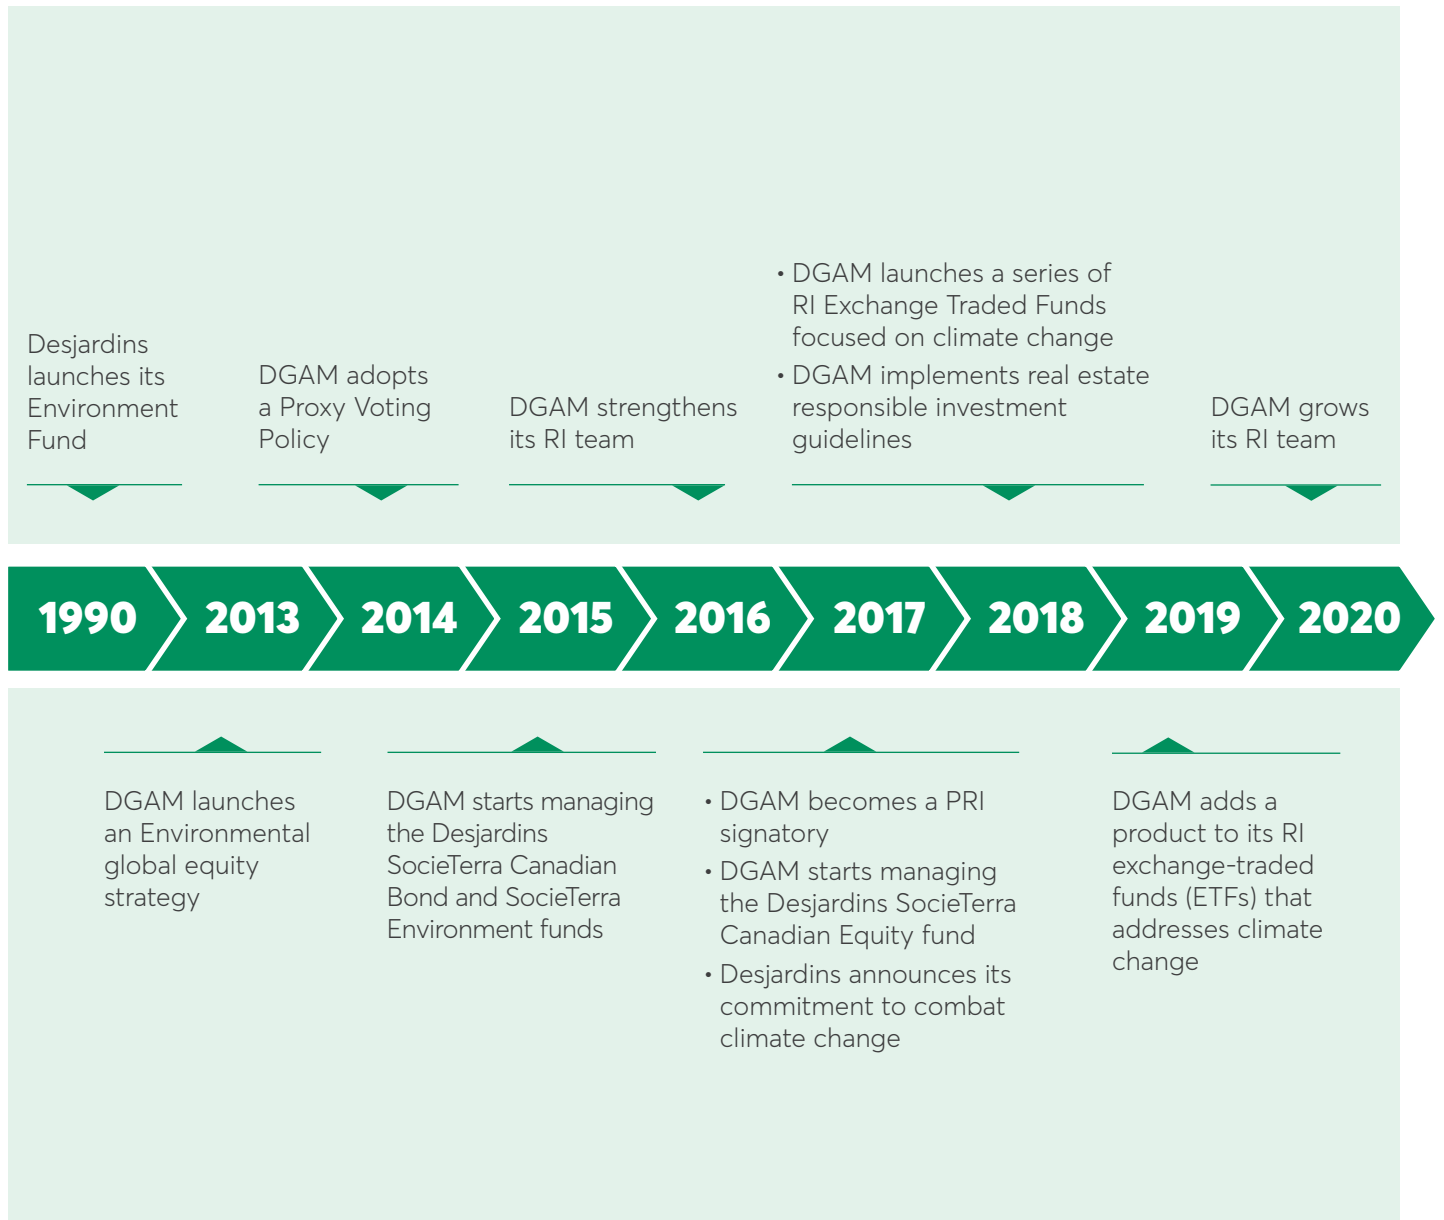 Desjardins
launches its
Environment
Fund
DGAM adopts
a Proxy Voting
Policy
DGAM strengthens
its RI team
• DGAM launches a series of
RI Exchange Traded Funds
focused on climate change
• DGAM implements real estate
responsible investment
guidelines
DGAM grows
its RI team
1990
2013
2014
2015
2016
2017
2018
2019
2020
DGAM launches
an Environmental
global equity
strategy
DGAM starts managing
the Desjardins
SocieTerra Canadian
Bond and SocieTerra
Environment funds
• DGAM becomes a PRI
signatory
• DGAM starts managing
the Desjardins SocieTerra
Canadian Equity fund
• Desjardins announces its
commitment to combat
climate change
DGAM adds a
product to its RI
exchange-traded
funds (ETFs) that
addresses climate
change